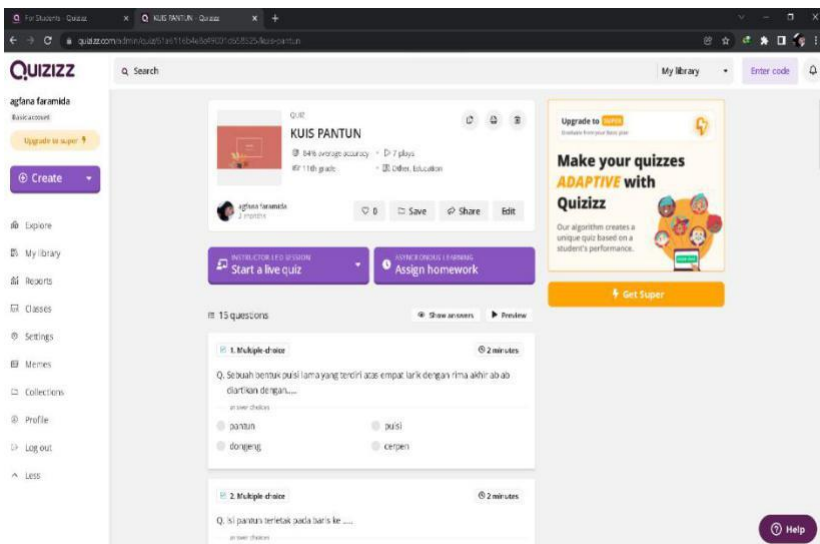 For Students - Quizizz
KUIS PANTUN - Quizizz
QUIZIZZ
Search
My library
Enter code
agfana faramida
Basic account
Upgrade to super
Create
Explore
My library
Reports
Classes
Settings
Memes
Collections
Profile
Log out
Less
QUIZ
KUIS PANTUN
64% average accuracy
7 plays
11th grade
Other, Education
agfana faramida
2 months
0
Save
Share
Edit
INSTRUCTOR LED SESSION
Start a live quiz
ASYNCRONOUS LEARNING
Assign homework
15 questions
Show answers
Preview
1. Multiple-choice
2 minutes
Q. Sebuah bentuk puisi lama yang terdiri atas empat larik dengan rima akhir ab ab
diartikan dengan.....
answer choices
pantun
puisi
dongeng
cerpen
2. Multiple-choice
2 minutes
Q. Isi pantun terletak pada baris ke .....
answer choices
Upgrade to SUPER
Make your quizzes
ADAPTIVE with
Quizizz
Our algorithm creates a
unique quiz based on a
student's performance.
Get Super
Help